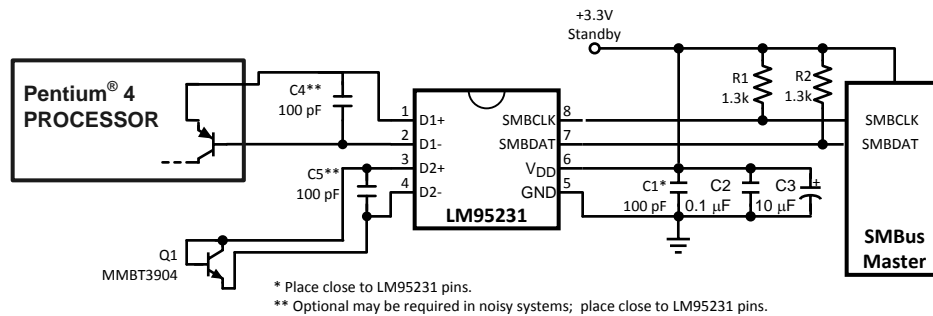 +3.3V
Standby
Pentium® 4
PROCESSOR
C4**
100 pF
R1
1.3k
R2
1.3k
1 D1+
2 D1-
3 D2+
4 D2-
SMBCLK 8
SMBDAT 7
VDD 6
GND 5
LM95231
SMBCLK
SMBDAT
SMBus
Master
C5**
100 pF
C1*
100 pF
C2
0.1 µF
C3
10 µF
+
Q1
MMBT3904
* Place close to LM95231 pins.
** Optional may be required in noisy systems; place close to LM95231 pins.